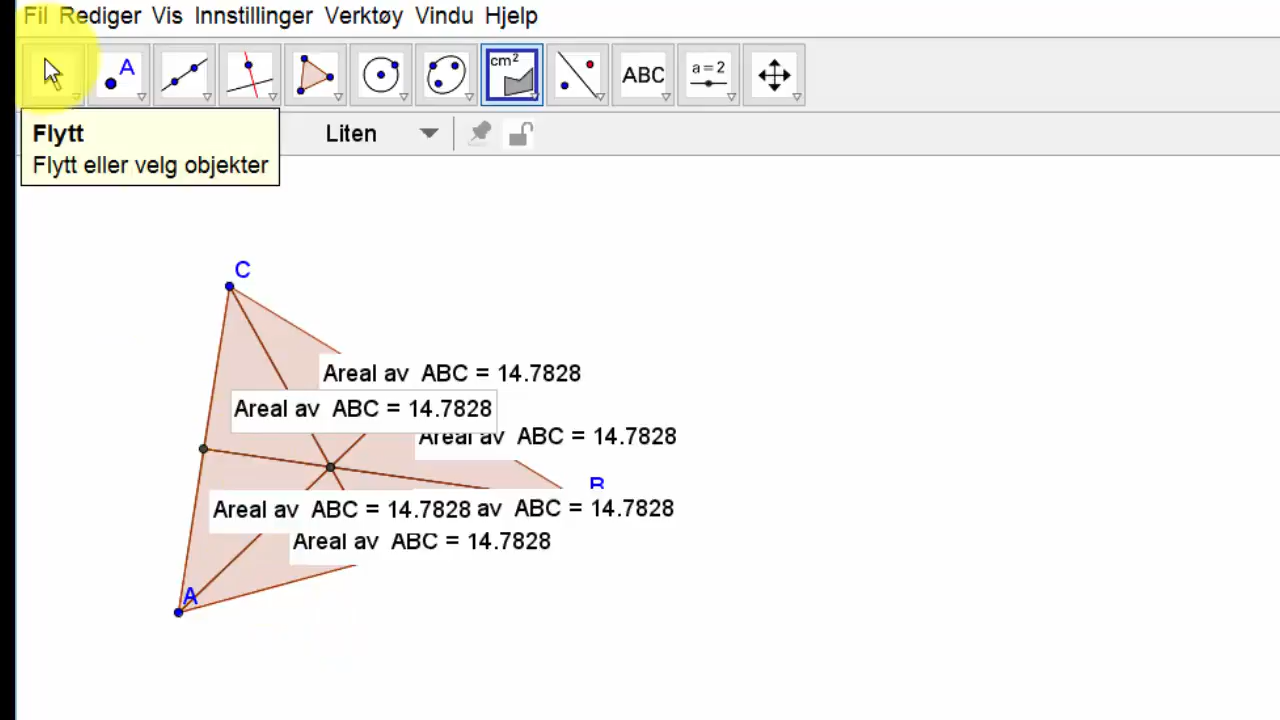 Fil Rediger Vis Innstillinger Verktøy Vindu Hjelp
A
cm²
ABC
a = 2
Flytt
Flytt eller velg objekter
Liten
C
Areal av ABC = 14.7828
Areal av ABC = 14.7828
Areal av ABC = 14.7828
B
Areal av ABC = 14.7828 av ABC = 14.7828
Areal av ABC = 14.7828
A